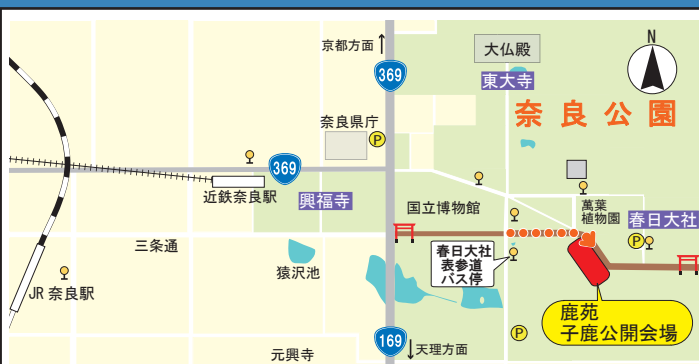 京都方面
369
大仏殿
東大寺
N
奈良公園
奈良県庁
P
369
近鉄奈良駅
興福寺
国立博物館
萬葉
植物園
春日大社
P
三条通
春日大社
表参道
バス停
猿沢池
JR 奈良駅
鹿苑
子鹿公開会場
P
169
天理方面
元興寺